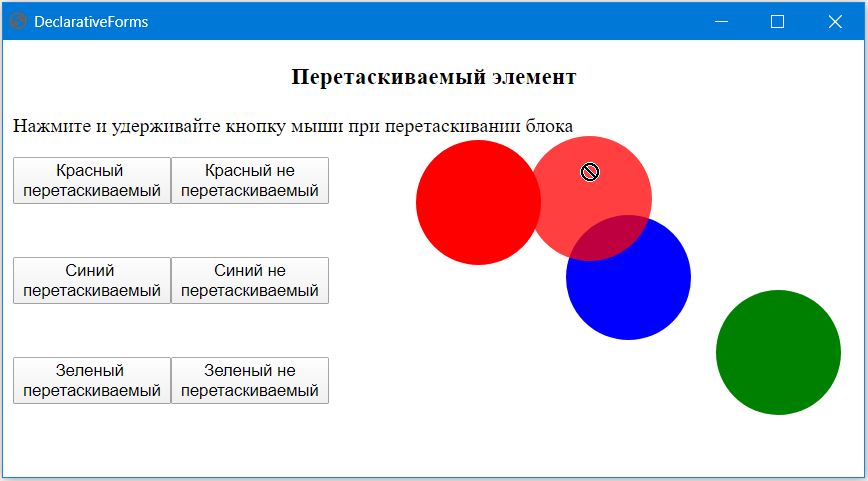 DeclarativeForms
Перетаскиваемый элемент
Нажмите и удерживайте кнопку мыши при перетаскивании блока
Красный
перетаскиваемый
Красный не
перетаскиваемый
Синий
перетаскиваемый
Синий не
перетаскиваемый
Зеленый
перетаскиваемый
Зеленый не
перетаскиваемый